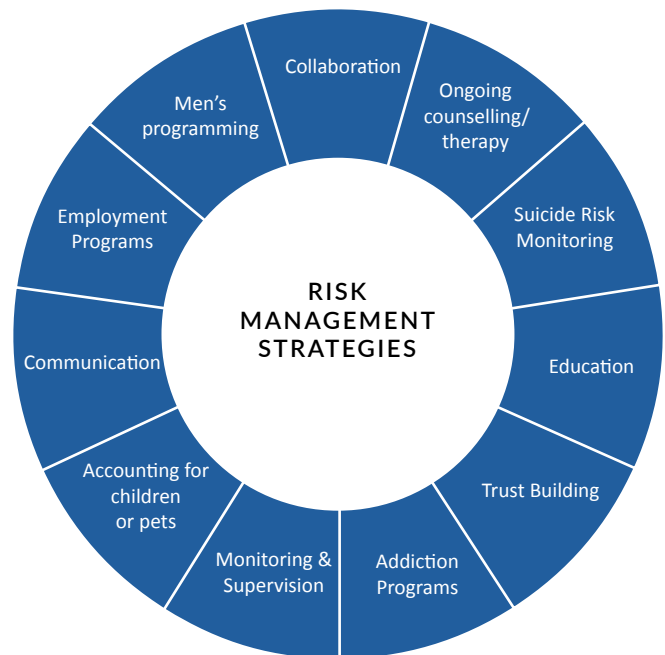 Collaboration
Ongoing
counselling/
therapy
Suicide Risk
Monitoring
Education
Trust Building
Addiction
Programs
Monitoring &
Supervision
Accounting for
children
or pets
Communication
Employment
Programs
Men’s
programming
RISK
MANAGEMENT
STRATEGIES